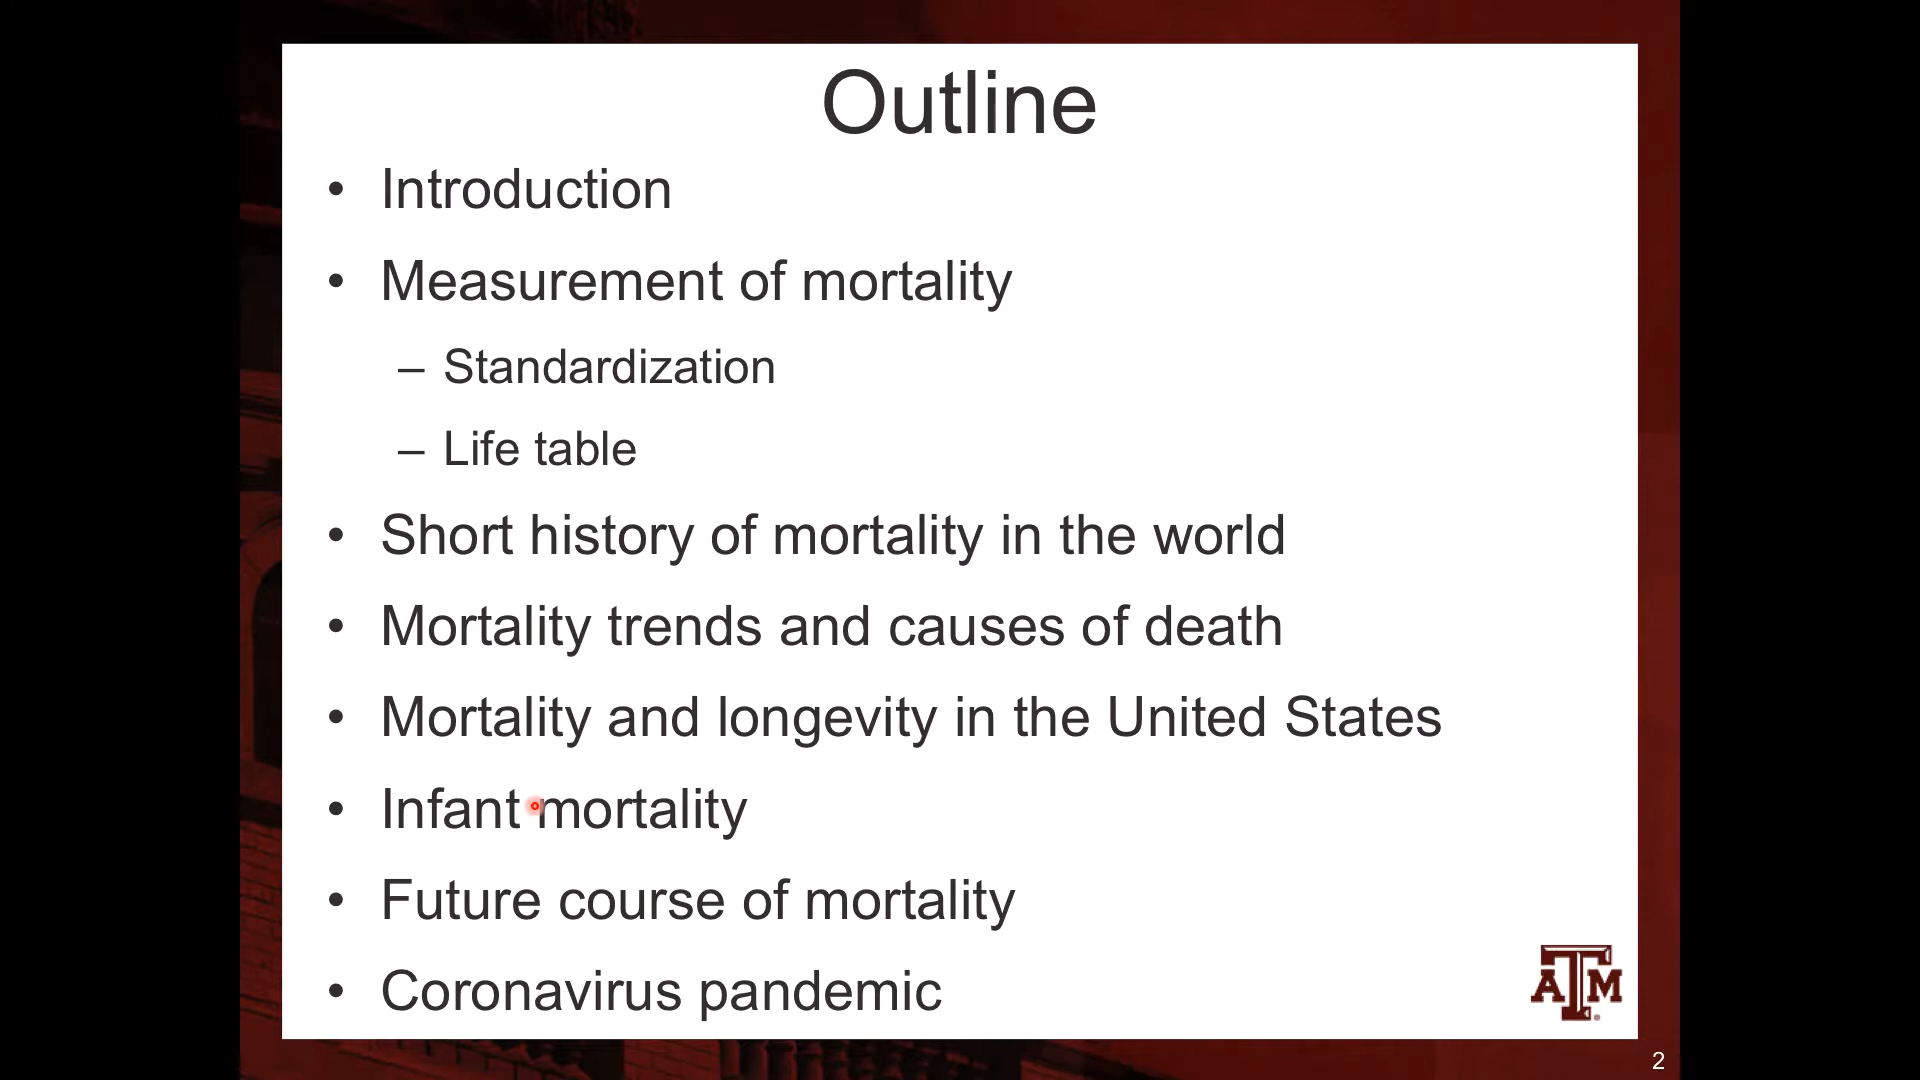 Outline
• Introduction
• Measurement of mortality
– Standardization
– Life table
• Short history of mortality in the world
• Mortality trends and causes of death
• Mortality and longevity in the United States
• Infant mortality
• Future course of mortality
• Coronavirus pandemic
ATM
2